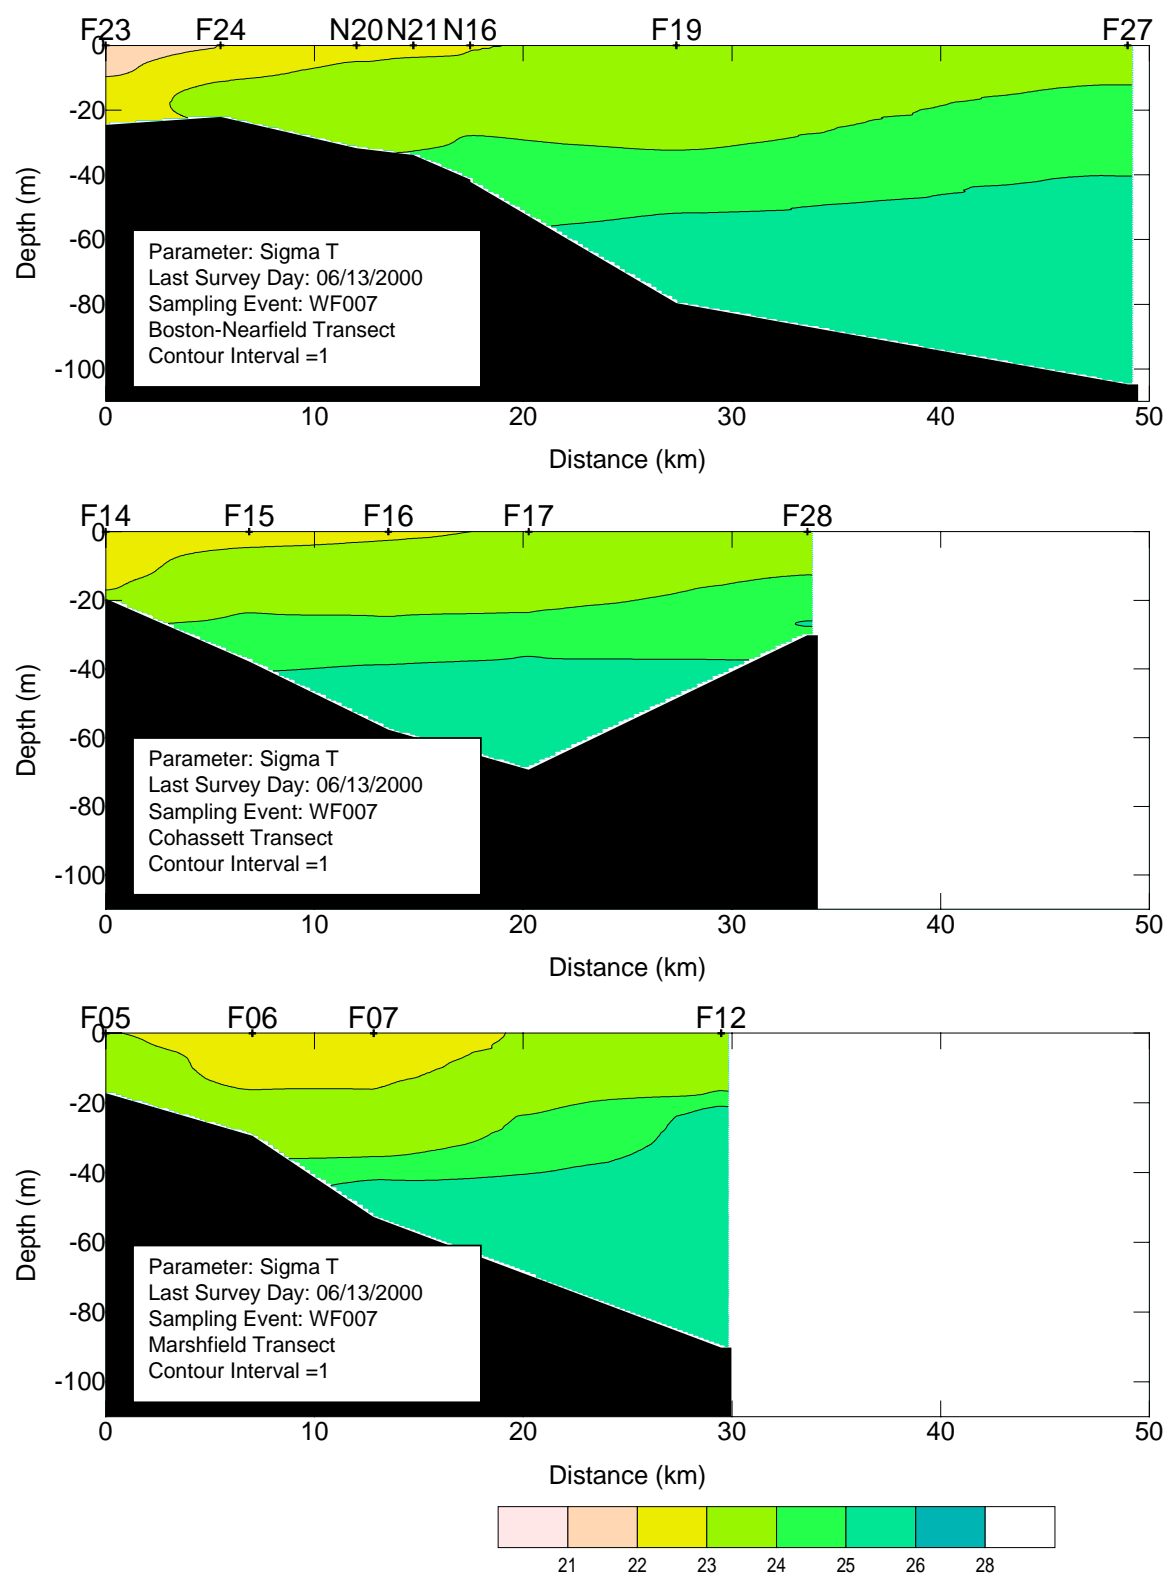 F23 F24 N20 N21 N16 F19 F27
0
-20
-40
-60
-80
-100
Depth (m)
Parameter: Sigma T
Last Survey Day: 06/13/2000
Sampling Event: WF007
Boston-Nearfield Transect
Contour Interval =1
0 10 20 30 40 50
Distance (km)
F14 F15 F16 F17 F28
0
-20
-40
-60
-80
-100
Depth (m)
Parameter: Sigma T
Last Survey Day: 06/13/2000
Sampling Event: WF007
Cohassett Transect
Contour Interval =1
0 10 20 30 40 50
Distance (km)
F05 F06 F07 F12
0
-20
-40
-60
-80
-100
Depth (m)
Parameter: Sigma T
Last Survey Day: 06/13/2000
Sampling Event: WF007
Marshfield Transect
Contour Interval =1
0 10 20 30 40 50
Distance (km)
21 22 23 24 25 26 28